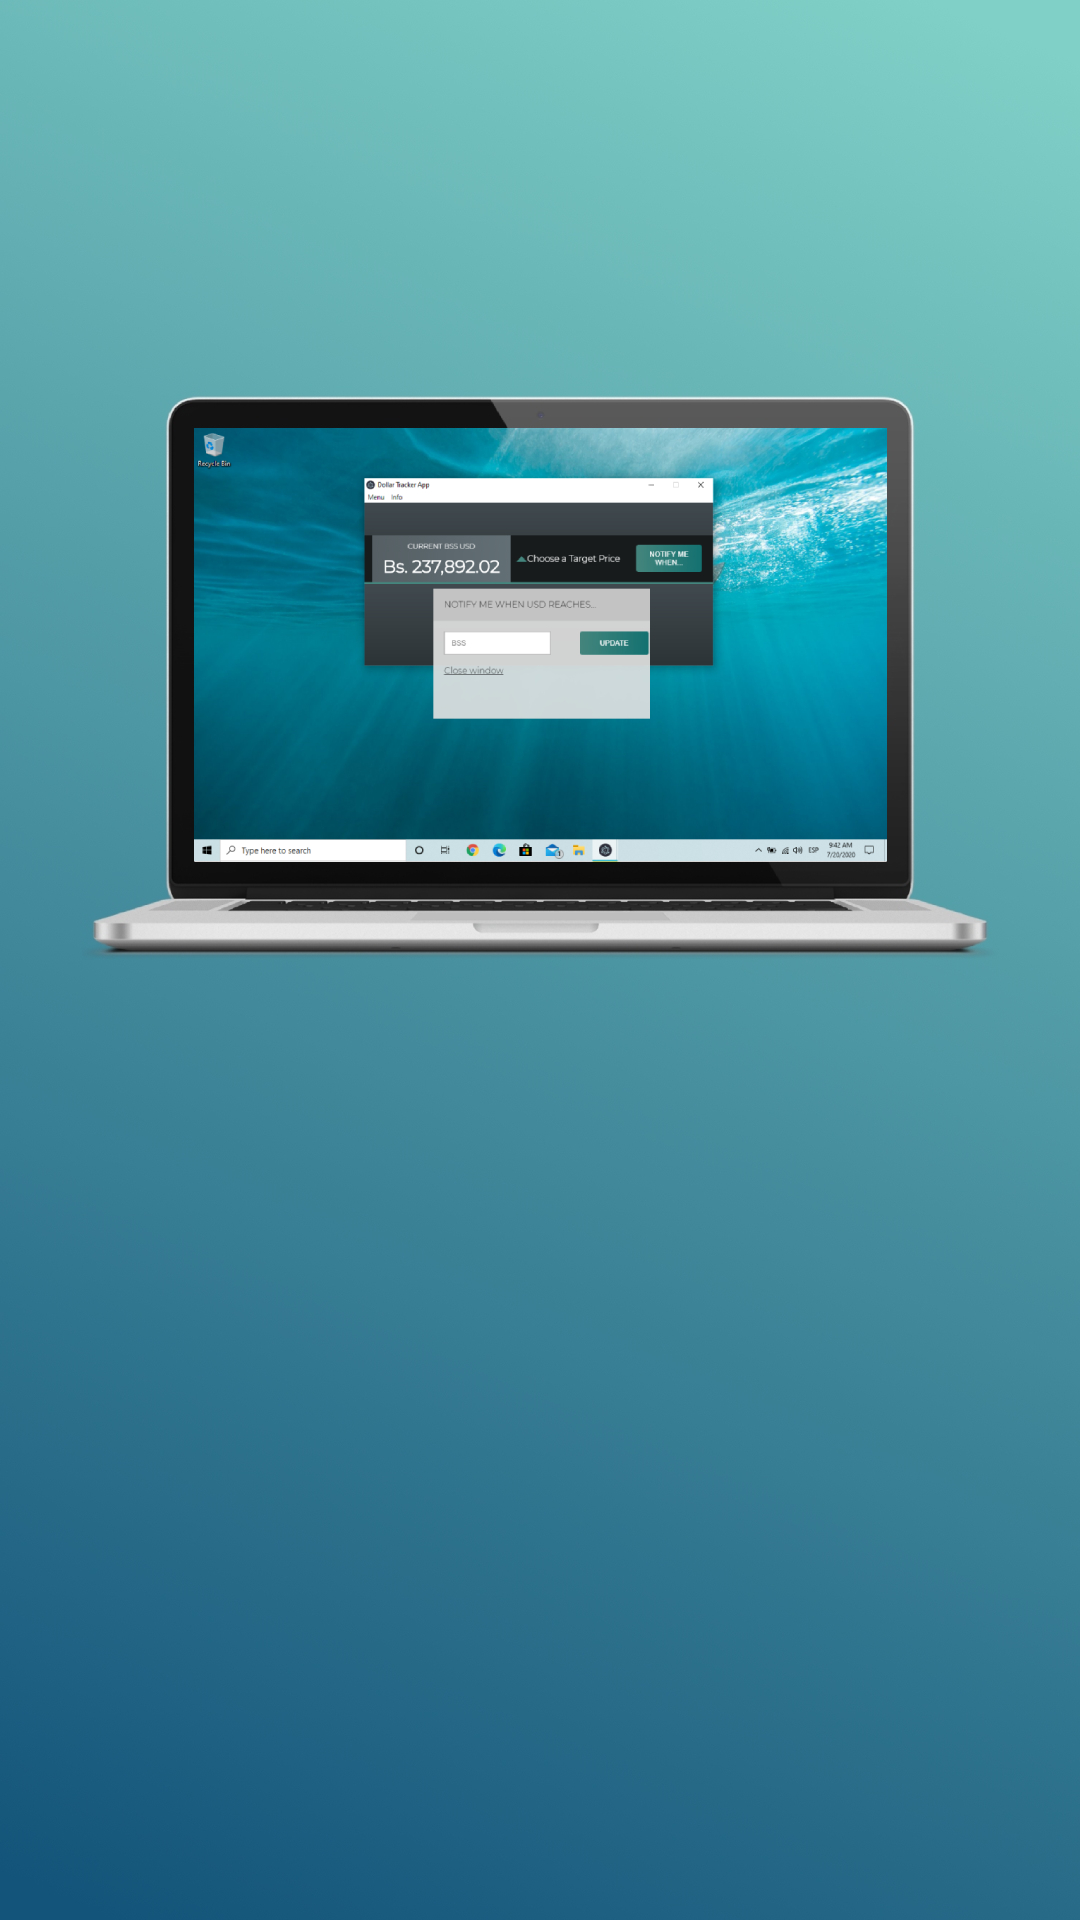 Recycle Bin
Dollar Tracker App
Menu Info
CURRENT BSS USD
Bs. 237,892.02
Choose a Target Price
NOTIFY ME
WHEN...
NOTIFY ME WHEN USD REACHES...
BSS
UPDATE
Close window
Type here to search
1
ESP
9:42 AM
7/20/2020